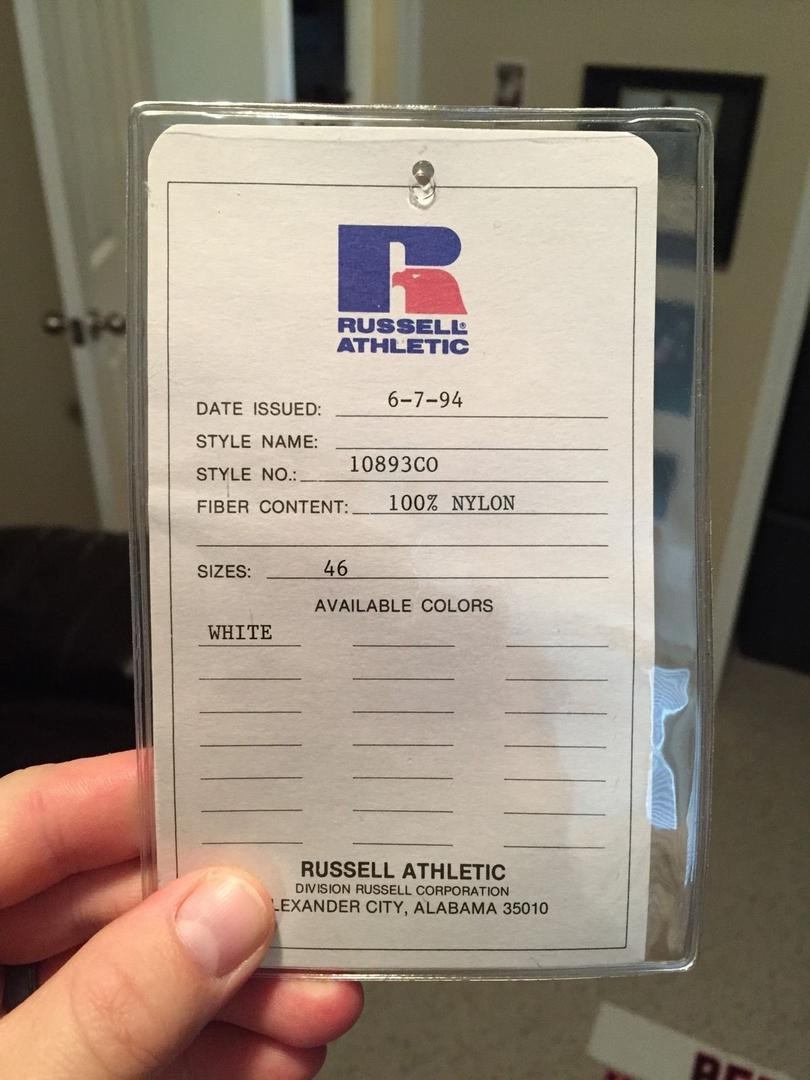 RUSSELL®
ATHLETIC
DATE ISSUED: 6-7-94
STYLE NAME:
STYLE NO.: 10893CO
FIBER CONTENT: 100% NYLON
SIZES: 46
AVAILABLE COLORS
WHITE
RUSSELL ATHLETIC
DIVISION RUSSELL CORPORATION
LEXANDER CITY, ALABAMA 35010